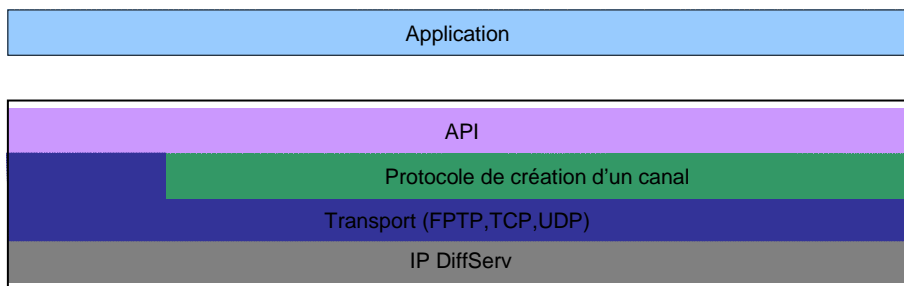 Application
API
Protocole de création d’un canal
Transport (FPTP,TCP,UDP)
IP DiffServ